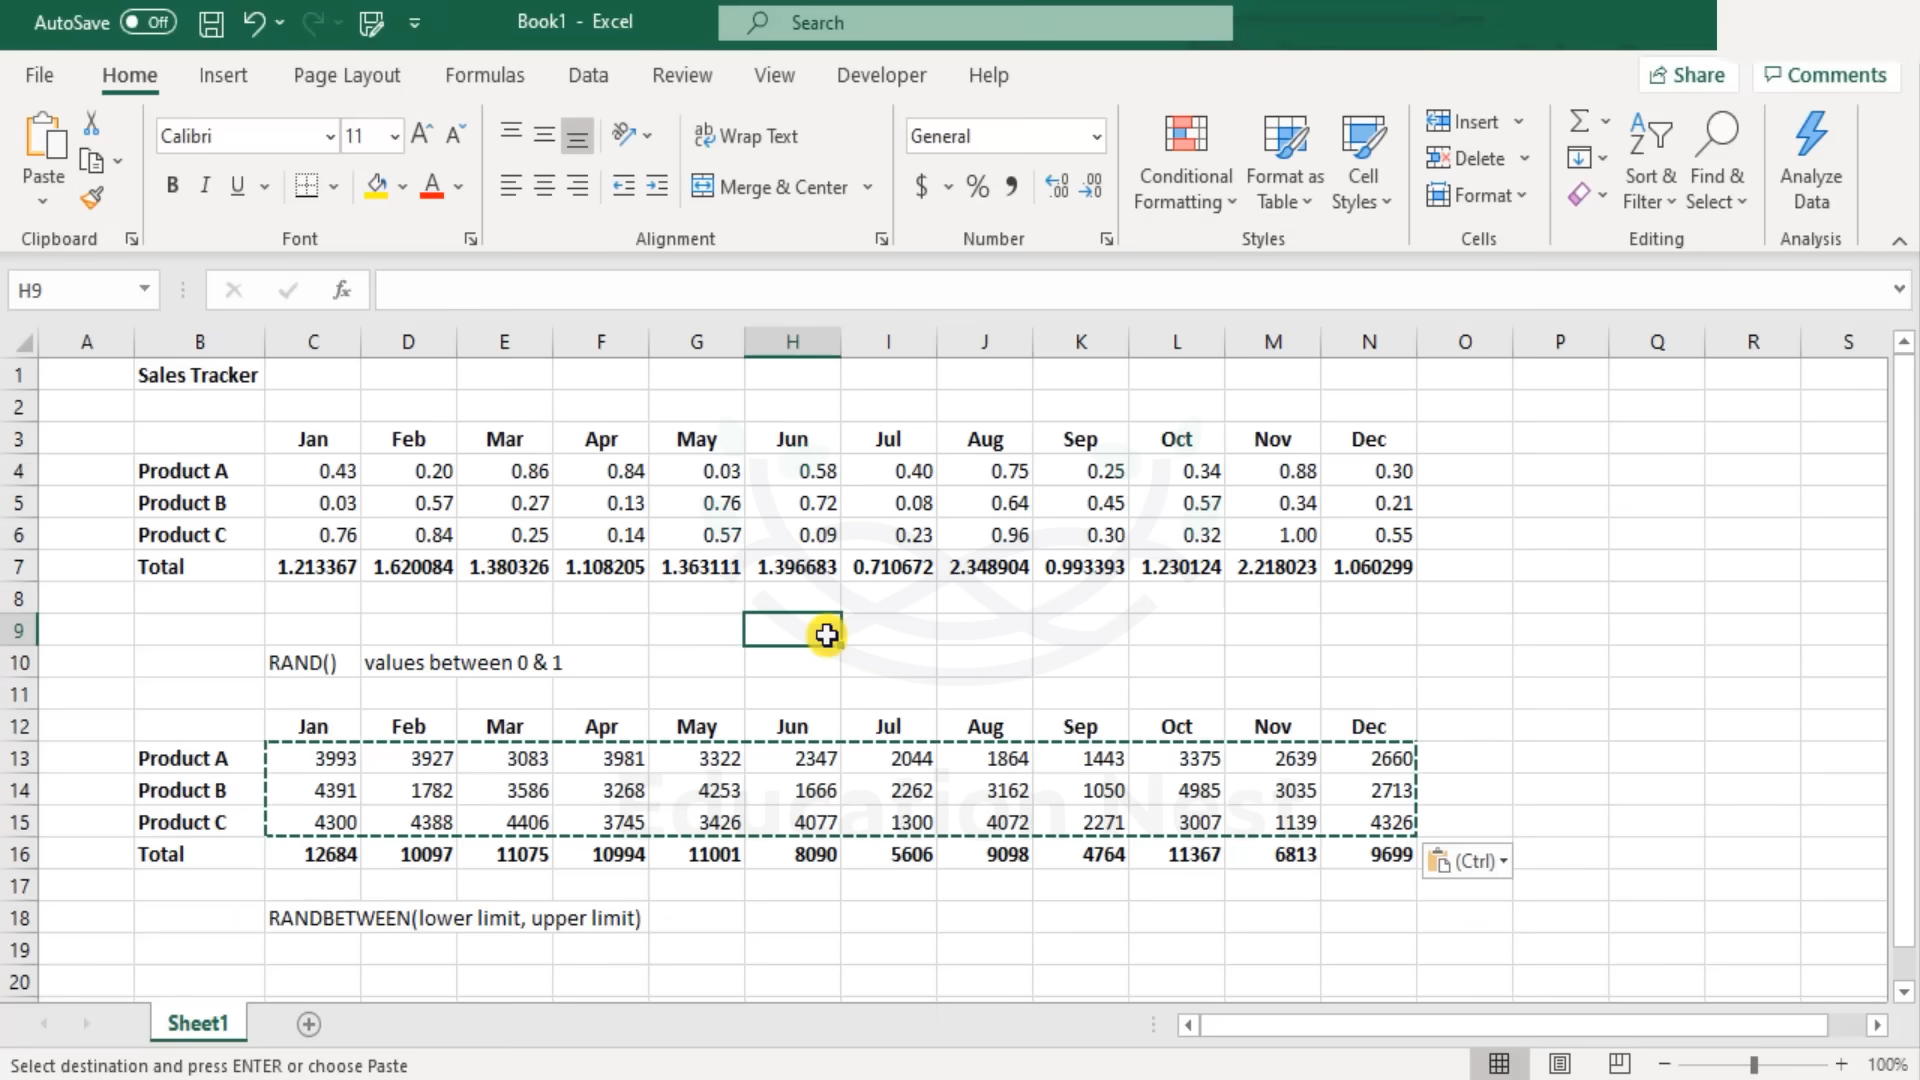 AutoSave Off Book1 - Excel Search
File Home Insert Page Layout Formulas Data Review View Developer Help Share Comments
Calibri 11 Wrap Text General Insert
Paste Merge & Center $ % Conditional Formatting Format as Table Cell Styles Delete Sort & Filter Find & Select Analyze Data
B I U A Format
Clipboard Font Alignment Number Styles Cells Editing Analysis
H9 fx
A B C D E F G H I J K L M N O P Q R S
1 Sales Tracker
2
3 Jan Feb Mar Apr May Jun Jul Aug Sep Oct Nov Dec
4 Product A 0.43 0.20 0.86 0.84 0.03 0.58 0.40 0.75 0.25 0.34 0.88 0.30
5 Product B 0.03 0.57 0.27 0.13 0.76 0.72 0.08 0.64 0.45 0.57 0.34 0.21
6 Product C 0.76 0.84 0.25 0.14 0.57 0.09 0.23 0.96 0.30 0.32 1.00 0.55
7 Total 1.213367 1.620084 1.380326 1.108205 1.363111 1.396683 0.710672 2.348904 0.993393 1.230124 2.218023 1.060299
8
9
10 RAND() values between 0 & 1
11
12 Jan Feb Mar Apr May Jun Jul Aug Sep Oct Nov Dec
13 Product A 3993 3927 3083 3981 3322 2347 2044 1864 1443 3375 2639 2660
14 Product B 4391 1782 3586 3268 4253 1666 2262 3162 1050 4985 3035 2713
Education Nest
15 Product C 4300 4388 4406 3745 3426 4077 1300 4072 2271 3007 1139 4326
16 Total 12684 10097 11075 10994 11001 8090 5606 9098 4764 11367 6813 9699 (Ctrl)
17
18 RANDBETWEEN(lower limit, upper limit)
19
20
Sheet1
Select destination and press ENTER or choose Paste 100%